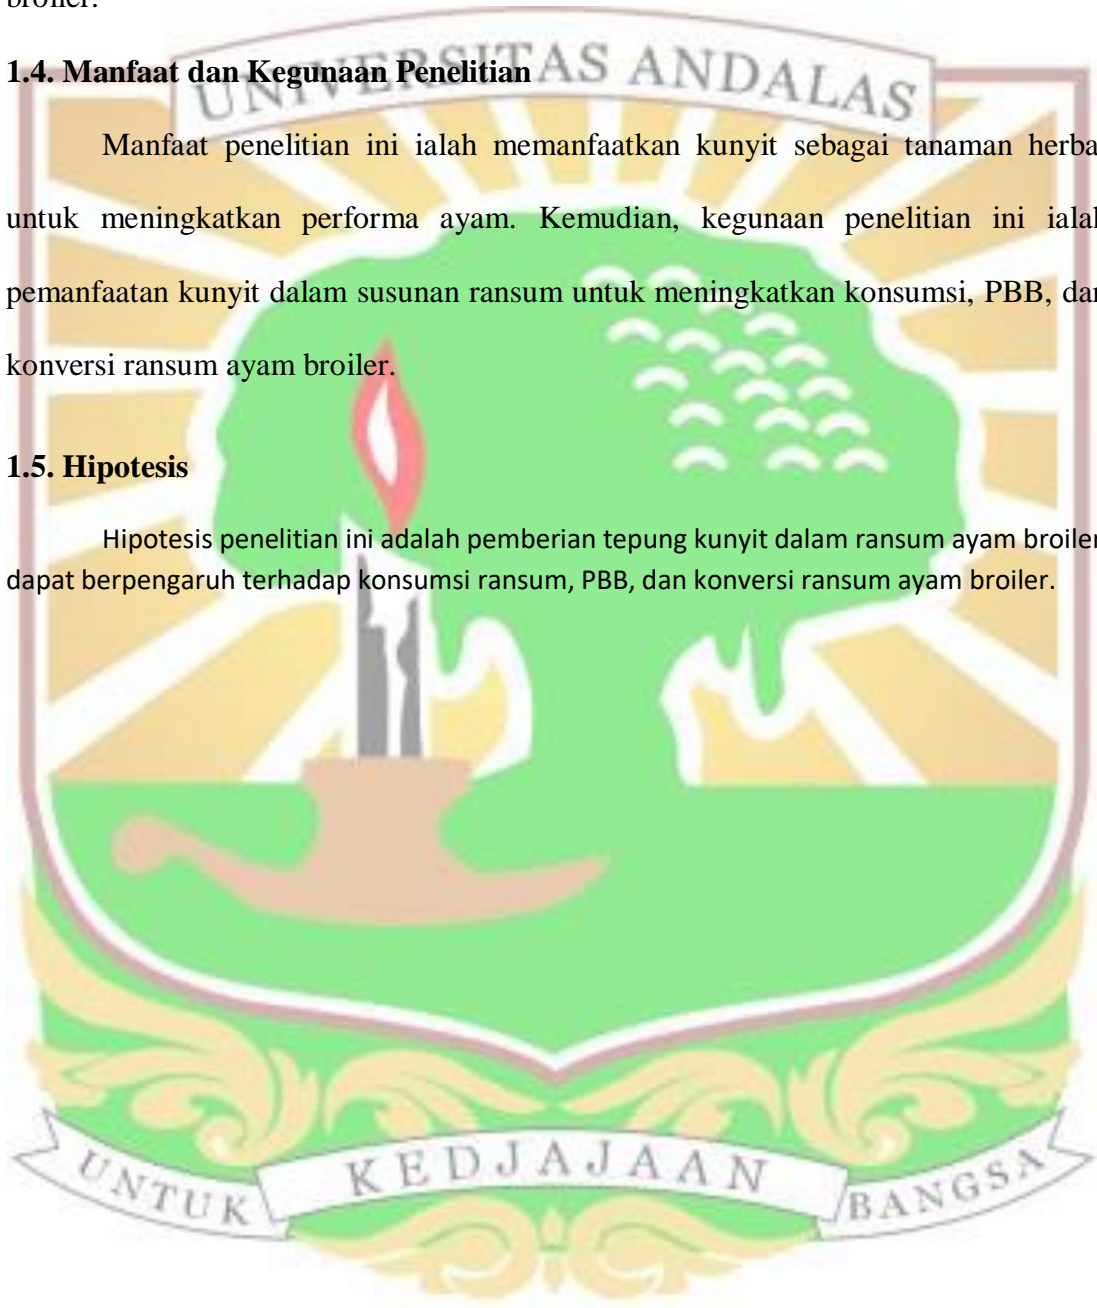 broiler.
UNIVERSITAS ANDALAS
1.4. Manfaat dan Kegunaan Penelitian
Manfaat penelitian ini ialah memanfaatkan kunyit sebagai tanaman herba
untuk meningkatkan performa ayam. Kemudian, kegunaan penelitian ini ialah
pemanfaatan kunyit dalam susunan ransum untuk meningkatkan konsumsi, PBB, dan
konversi ransum ayam broiler.
1.5. Hipotesis
Hipotesis penelitian ini adalah pemberian tepung kunyit dalam ransum ayam broiler
dapat berpengaruh terhadap konsumsi ransum, PBB, dan konversi ransum ayam broiler.
UNTUK KEDJAJAAN BANGSA